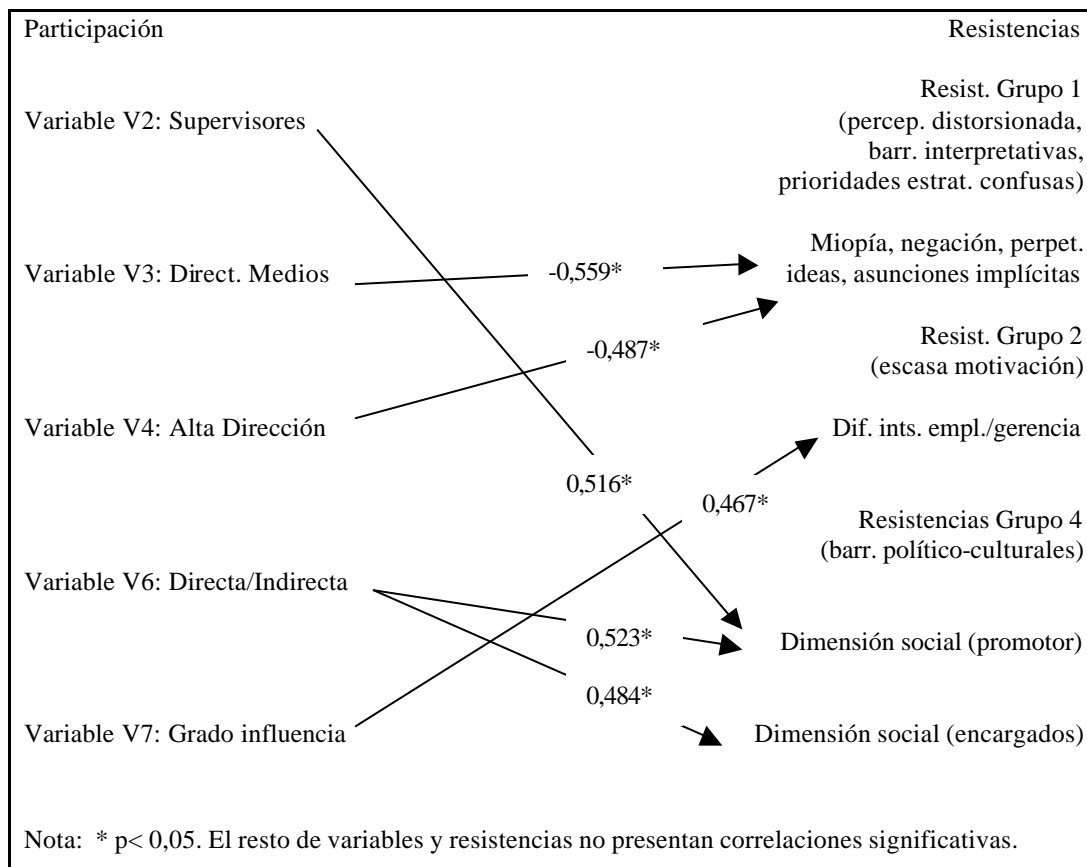 Participación
Resistencias
Resist. Grupo 1
(percep. distorsionada,
barr. interpretativas,
prioridades estrat. confusas)
Variable V2: Supervisores
Miopía, negación, perpet.
ideas, asunciones implícitas
Variable V3: Direct. Medios
-0,559*
-0,487*
Resist. Grupo 2
(escasa motivación)
Variable V4: Alta Dirección
Dif. ints. empl./gerencia
0,516*
0,467*
Resistencias Grupo 4
(barr. político-culturales)
Variable V6: Directa/Indirecta
0,523*
Dimensión social (promotor)
0,484*
Variable V7: Grado influencia
Dimensión social (encargados)
Nota: * p< 0,05. El resto de variables y resistencias no presentan correlaciones significativas.